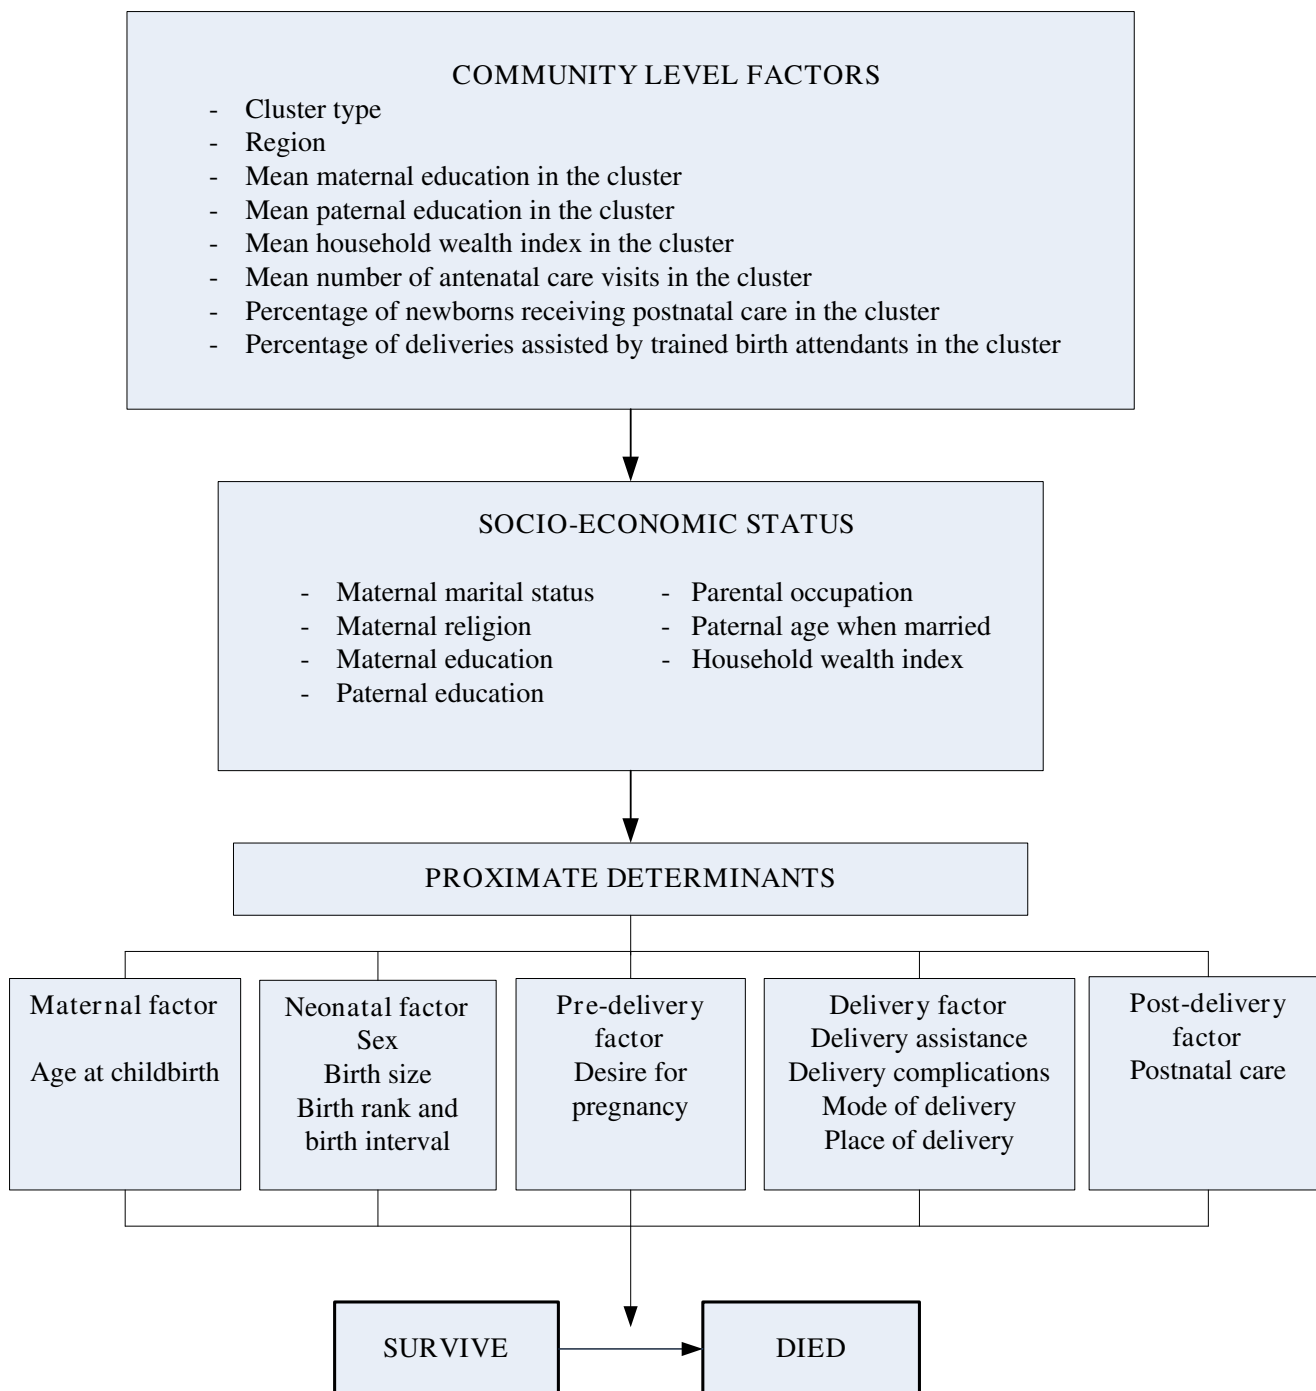 COMMUNITY LEVEL FACTORS
- Cluster type
- Region
- Mean maternal education in the cluster
- Mean paternal education in the cluster
- Mean household wealth index in the cluster
- Mean number of antenatal care visits in the cluster
- Percentage of newborns receiving postnatal care in the cluster
- Percentage of deliveries assisted by trained birth attendants in the cluster
SOCIO-ECONOMIC STATUS
- Maternal marital status
- Maternal religion
- Maternal education
- Paternal education
- Parental occupation
- Paternal age when married
- Household wealth index
PROXIMATE DETERMINANTS
Maternal factor
Age at childbirth
Neonatal factor
Sex
Birth size
Birth rank and
birth interval
Pre-delivery
factor
Desire for
pregnancy
Delivery factor
Delivery assistance
Delivery complications
Mode of delivery
Place of delivery
Post-delivery
factor
Postnatal care
SURVIVE
DIED